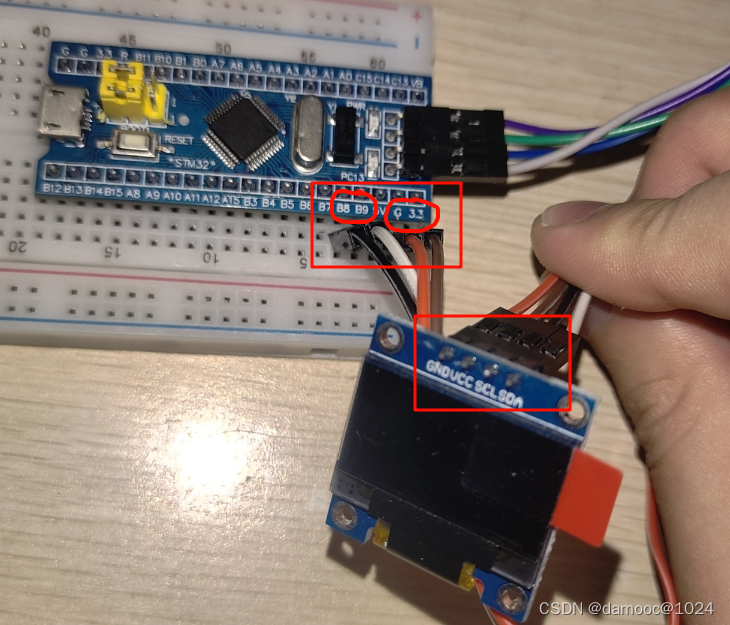 40 45 50 55 60
G G 3.3 R B11 B10 B1 B0 A7 A6 A5 A4 A3 A2 A1 A0 C15 C14 C13 VB
PWR
RESET
*STM32*
PC13
B12 B13 B14 B15 A8 A9 A10 A11 A12 A15 B3 B4 B5 B6 B7 B8 B9 G 3.3
20 10 5
GND VCC SCL SDA
CSDN @damooc@1024